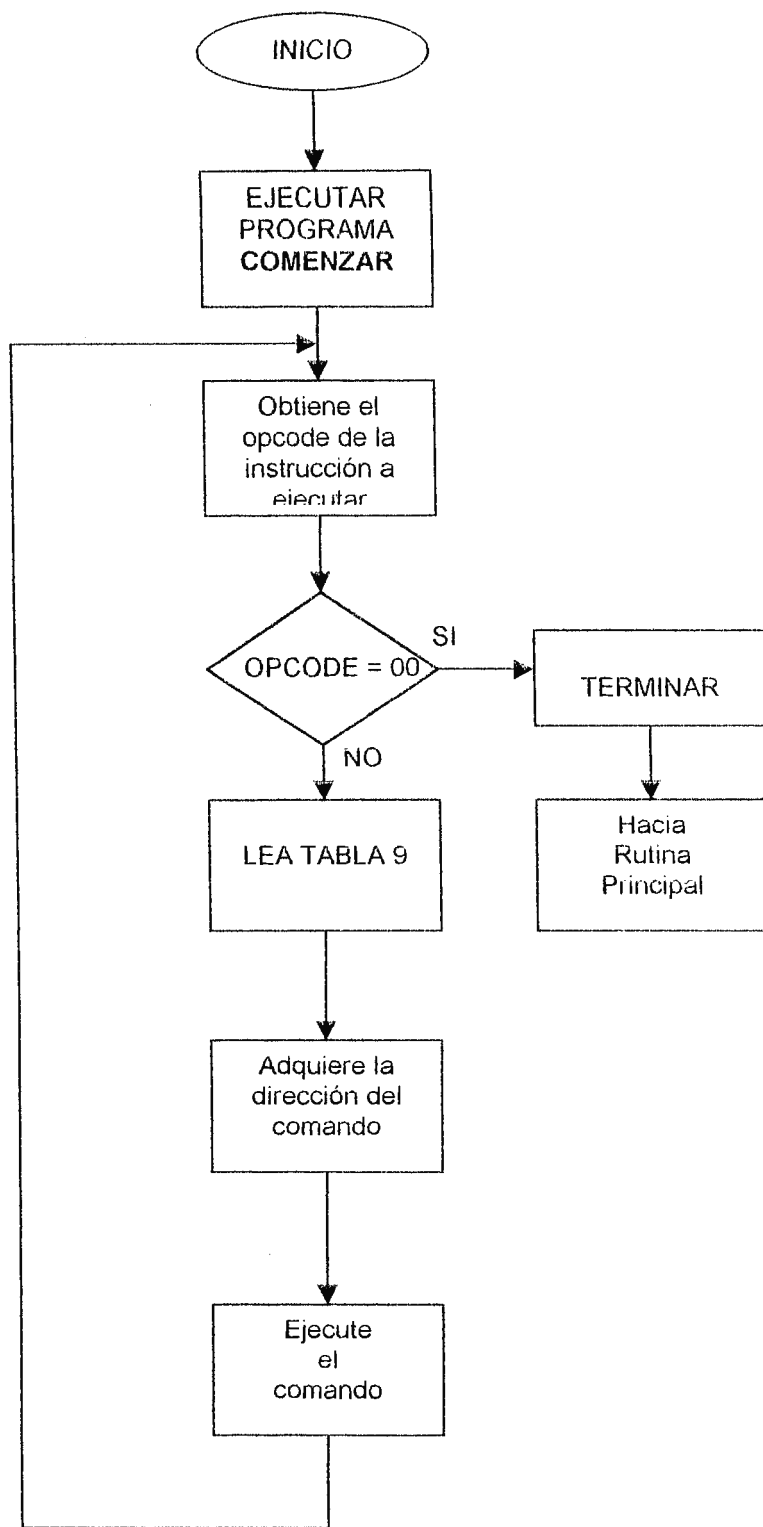 INICIO
EJECUTAR
PROGRAMA
COMENZAR
Obtiene el
opcode de la
instrucción a
ejecutar
OPCODE = 00
SI
TERMINAR
NO
LEA TABLA 9
Hacia
Rutina
Principal
Adquiere la
dirección del
comando
Ejecute
el
comando